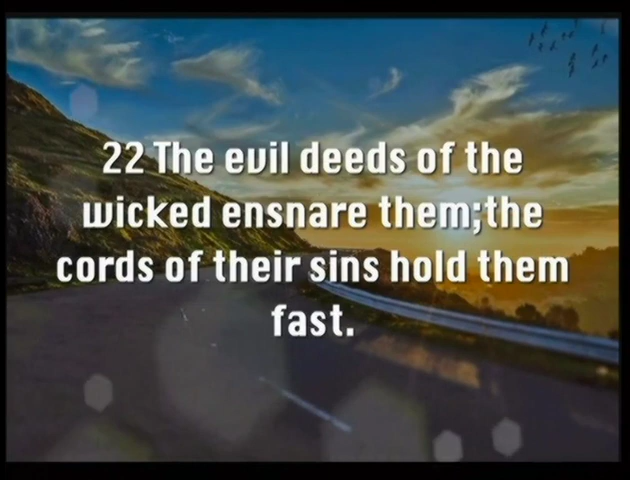 22 The evil deeds of the
wicked ensnare them;the
cords of their sins hold them
fast.